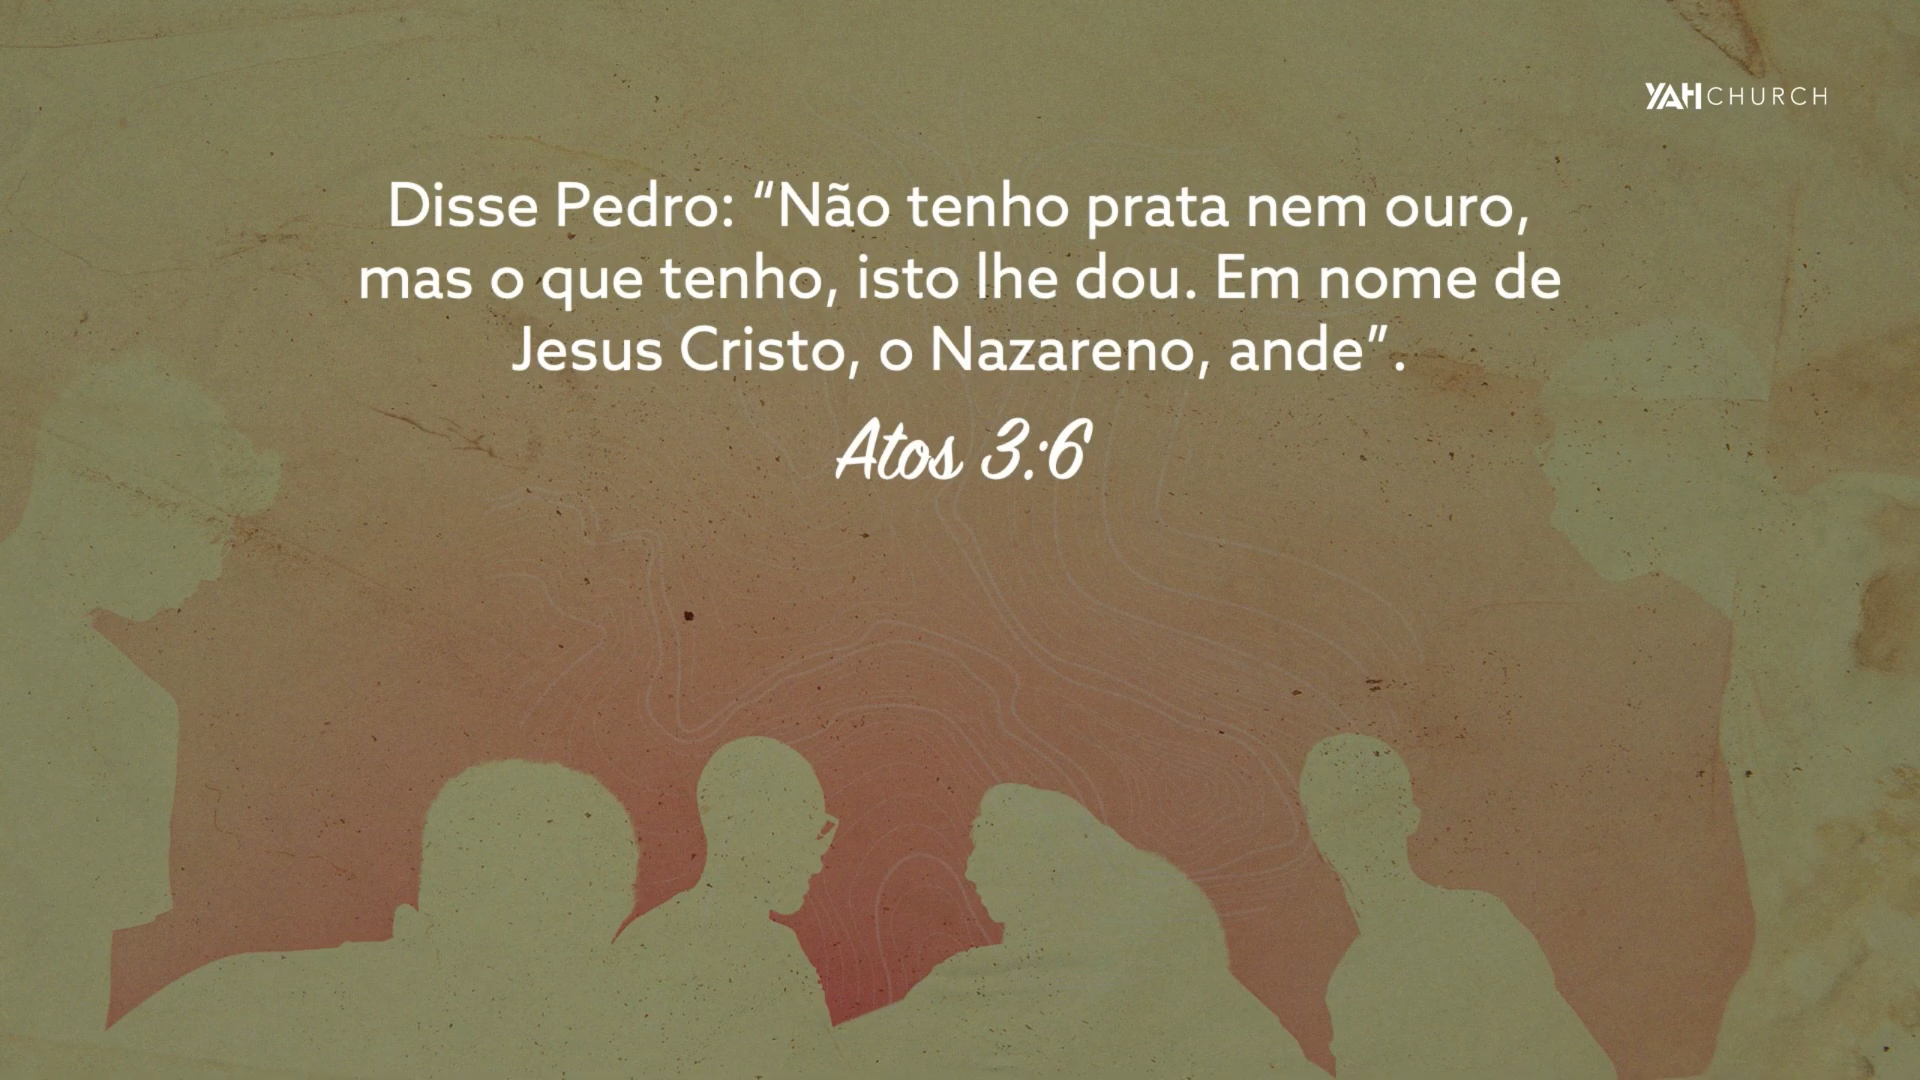 YAH CHURCH
Disse Pedro: “Não tenho prata nem ouro,
mas o que tenho, isto lhe dou. Em nome de
Jesus Cristo, o Nazareno, ande”.
Atos 3:6